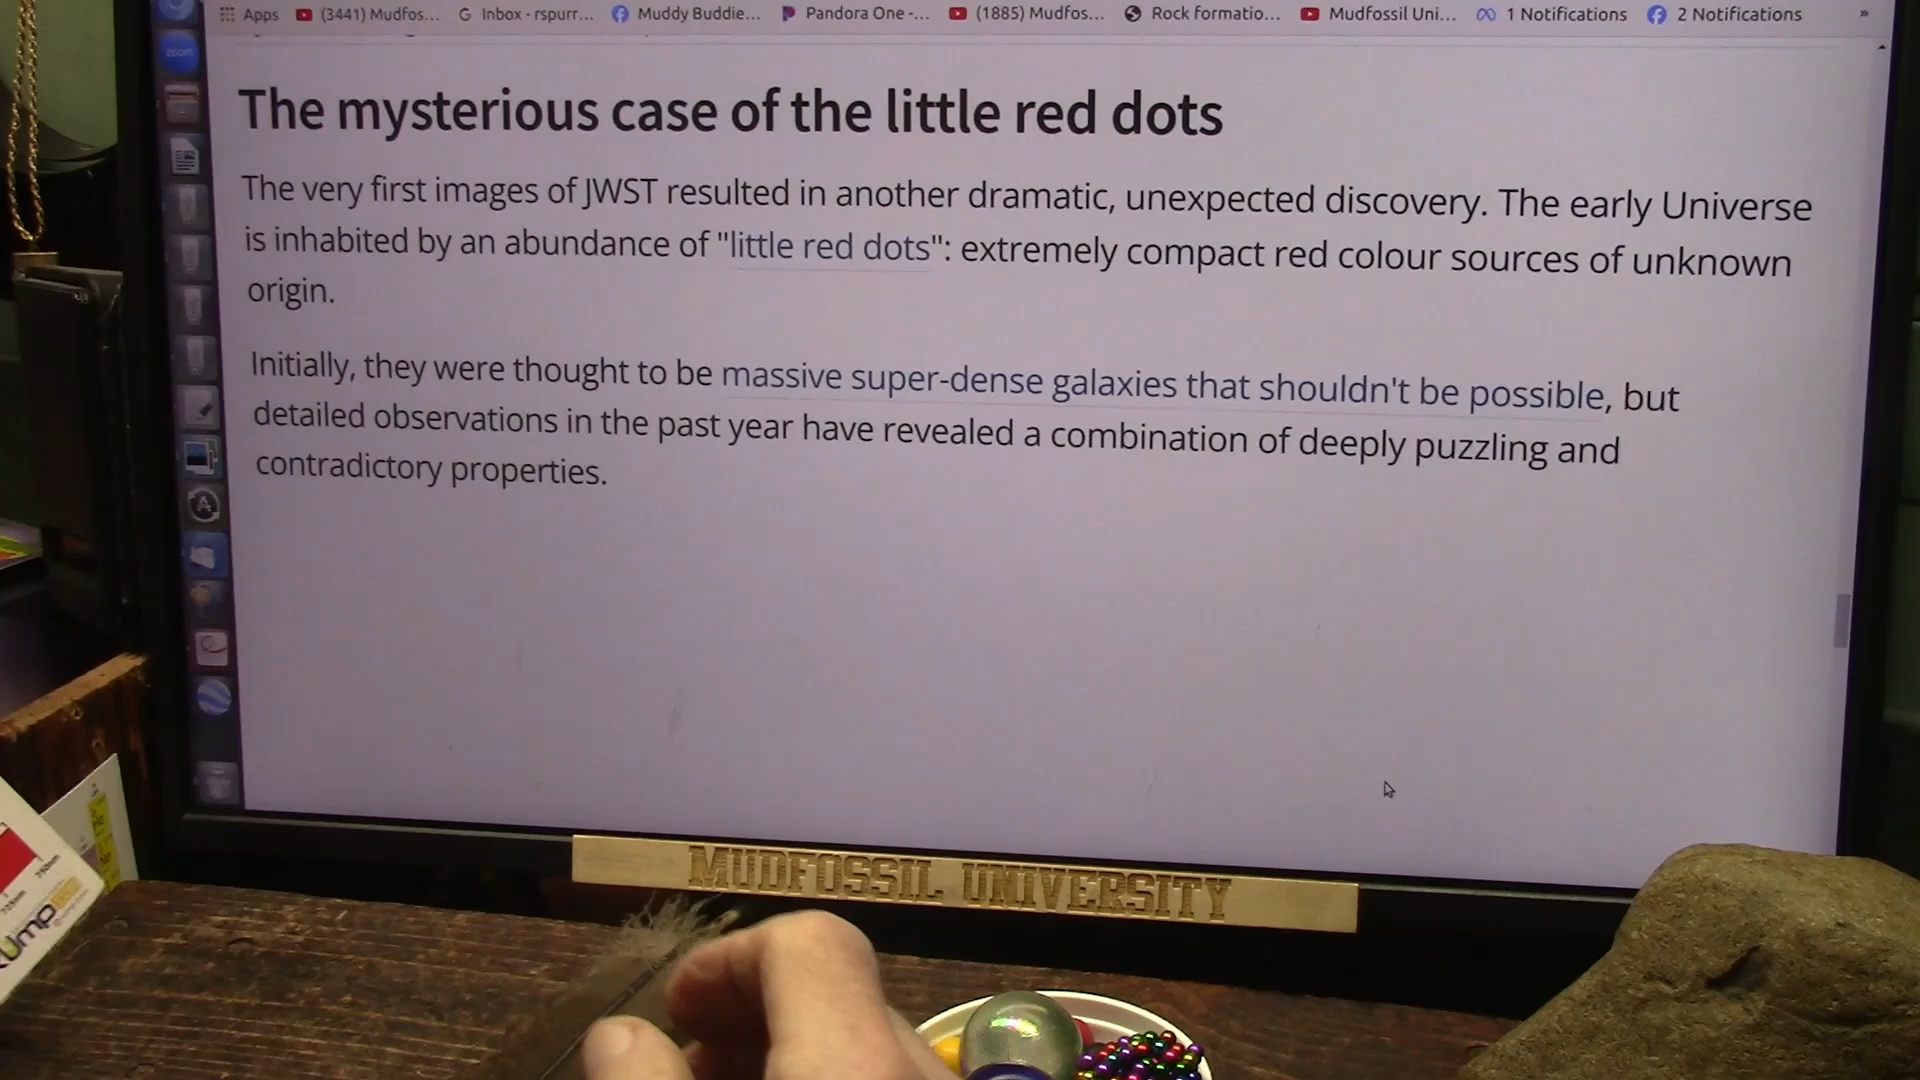 Apps (3441) Mudfos... Inbox - rspurr... Muddy Buddie... Pandora One -... (1885) Mudfos... Rock formatio... Mudfossil Uni... 1 Notifications 2 Notifications »
zoom
The mysterious case of the little red dots
The very first images of JWST resulted in another dramatic, unexpected discovery. The early Universe
is inhabited by an abundance of "little red dots": extremely compact red colour sources of unknown
origin.
Initially, they were thought to be massive super-dense galaxies that shouldn't be possible, but
detailed observations in the past year have revealed a combination of deeply puzzling and
contradictory properties.
MUDFOSSIL UNIVERSITY